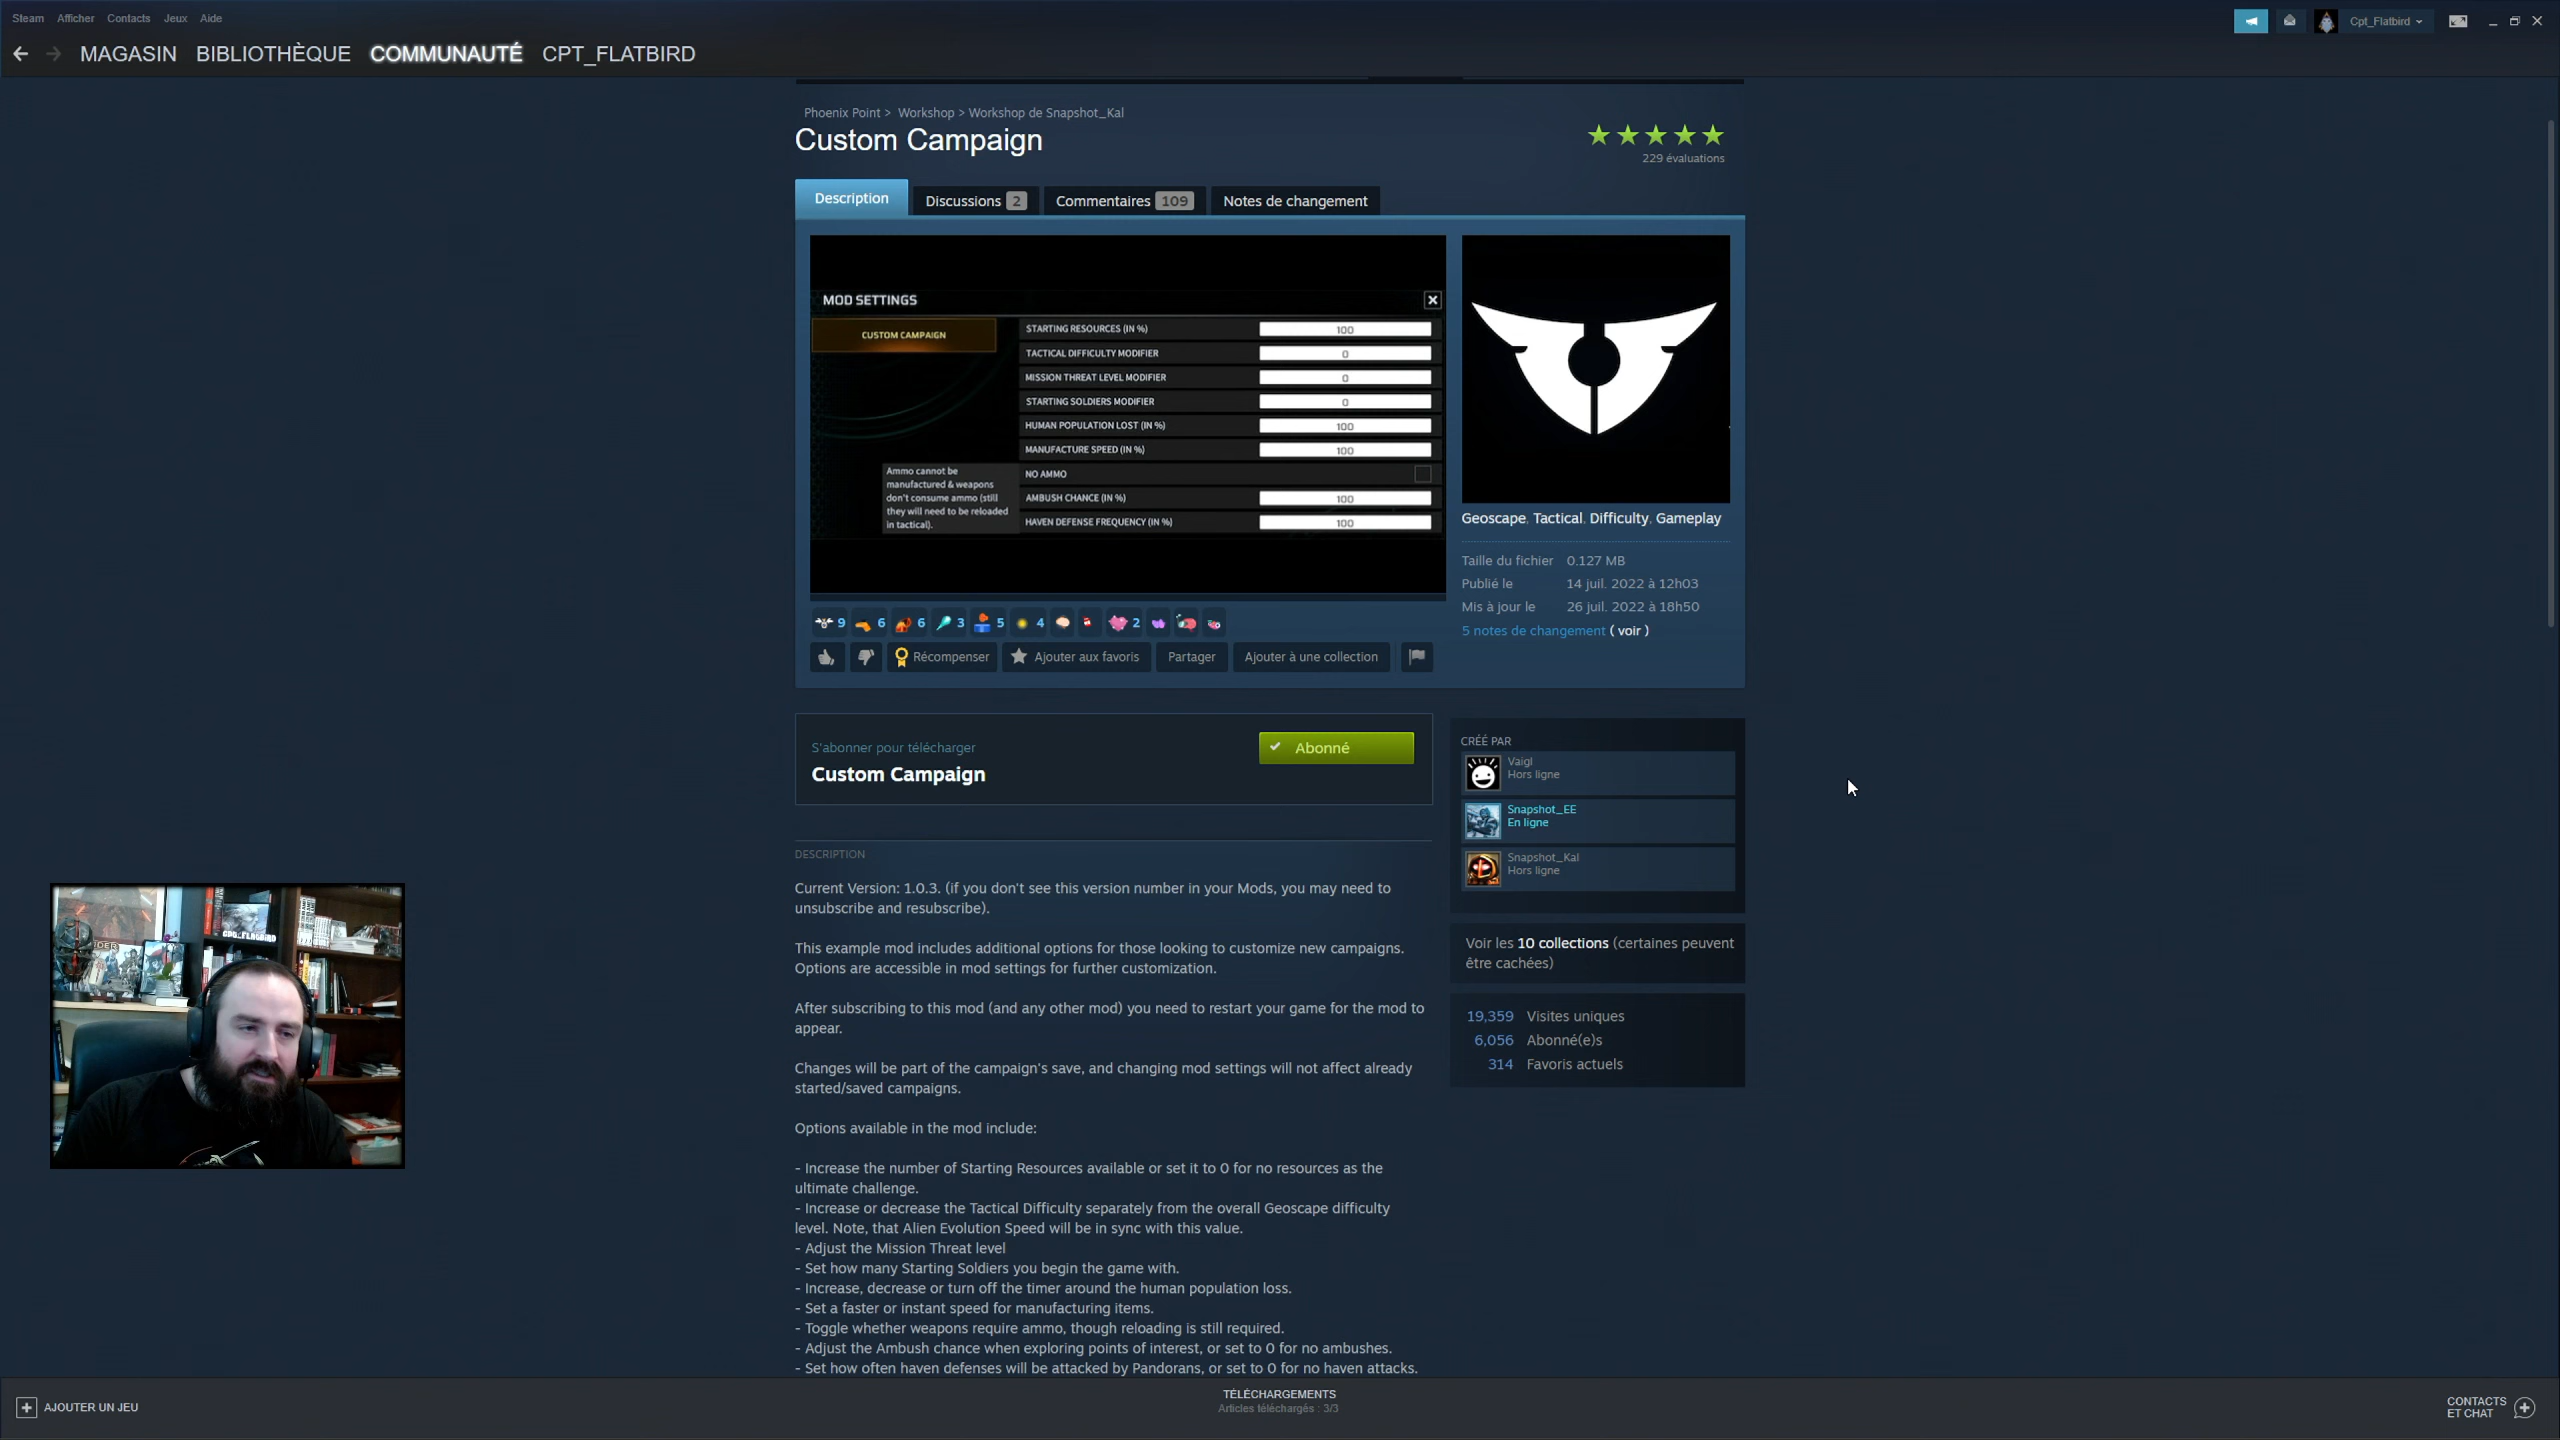 Steam Afficher Contacts Jeux Aide
Cpt_Flatbird
MAGASIN BIBLIOTHÈQUE COMMUNAUTÉ CPT_FLATBIRD
Phoenix Point > Workshop > Workshop de Snapshot_Kal
Custom Campaign
229 évaluations
Description Discussions 2 Commentaires 109 Notes de changement
MOD SETTINGS
CUSTOM CAMPAIGN
STARTING RESOURCES (IN %) 100
TACTICAL DIFFICULTY MODIFIER 0
MISSION THREAT LEVEL MODIFIER 0
STARTING SOLDIERS MODIFIER 0
HUMAN POPULATION LOST (IN %) 100
MANUFACTURE SPEED (IN %) 100
NO AMMO
AMBUSH CHANCE (IN %) 100
HAVEN DEFENSE FREQUENCY (IN %) 100
Ammo cannot be
manufactured & weapons
don't consume ammo (still
they will need to be reloaded
in tactical).
Geoscape, Tactical, Difficulty, Gameplay
Taille du fichier 0.127 MB
Publié le 14 juil. 2022 à 12h03
Mis à jour le 26 juil. 2022 à 18h50
5 notes de changement ( voir )
9 6 6 3 5 4 2
Récompenser Ajouter aux favoris Partager Ajouter à une collection
S'abonner pour télécharger
Custom Campaign
Abonné
CRÉÉ PAR
Vaigl
Hors ligne
Snapshot_EE
En ligne
Snapshot_Kal
Hors ligne
Voir les 10 collections (certaines peuvent
être cachées)
19,359 Visites uniques
6,056 Abonné(e)s
314 Favoris actuels
DESCRIPTION
Current Version: 1.0.3. (if you don't see this version number in your Mods, you may need to
unsubscribe and resubscribe).
This example mod includes additional options for those looking to customize new campaigns.
Options are accessible in mod settings for further customization.
After subscribing to this mod (and any other mod) you need to restart your game for the mod to
appear.
Changes will be part of the campaign's save, and changing mod settings will not affect already
started/saved campaigns.
Options available in the mod include:
- Increase the number of Starting Resources available or set it to 0 for no resources as the
ultimate challenge.
- Increase or decrease the Tactical Difficulty separately from the overall Geoscape difficulty
level. Note, that Alien Evolution Speed will be in sync with this value.
- Adjust the Mission Threat level
- Set how many Starting Soldiers you begin the game with.
- Increase, decrease or turn off the timer around the human population loss.
- Set a faster or instant speed for manufacturing items.
- Toggle whether weapons require ammo, though reloading is still required.
- Adjust the Ambush chance when exploring points of interest, or set to 0 for no ambushes.
- Set how often haven defenses will be attacked by Pandorans, or set to 0 for no haven attacks.
AJOUTER UN JEU
TÉLÉCHARGEMENTS
Articles téléchargés : 3/3
CONTACTS
ET CHAT